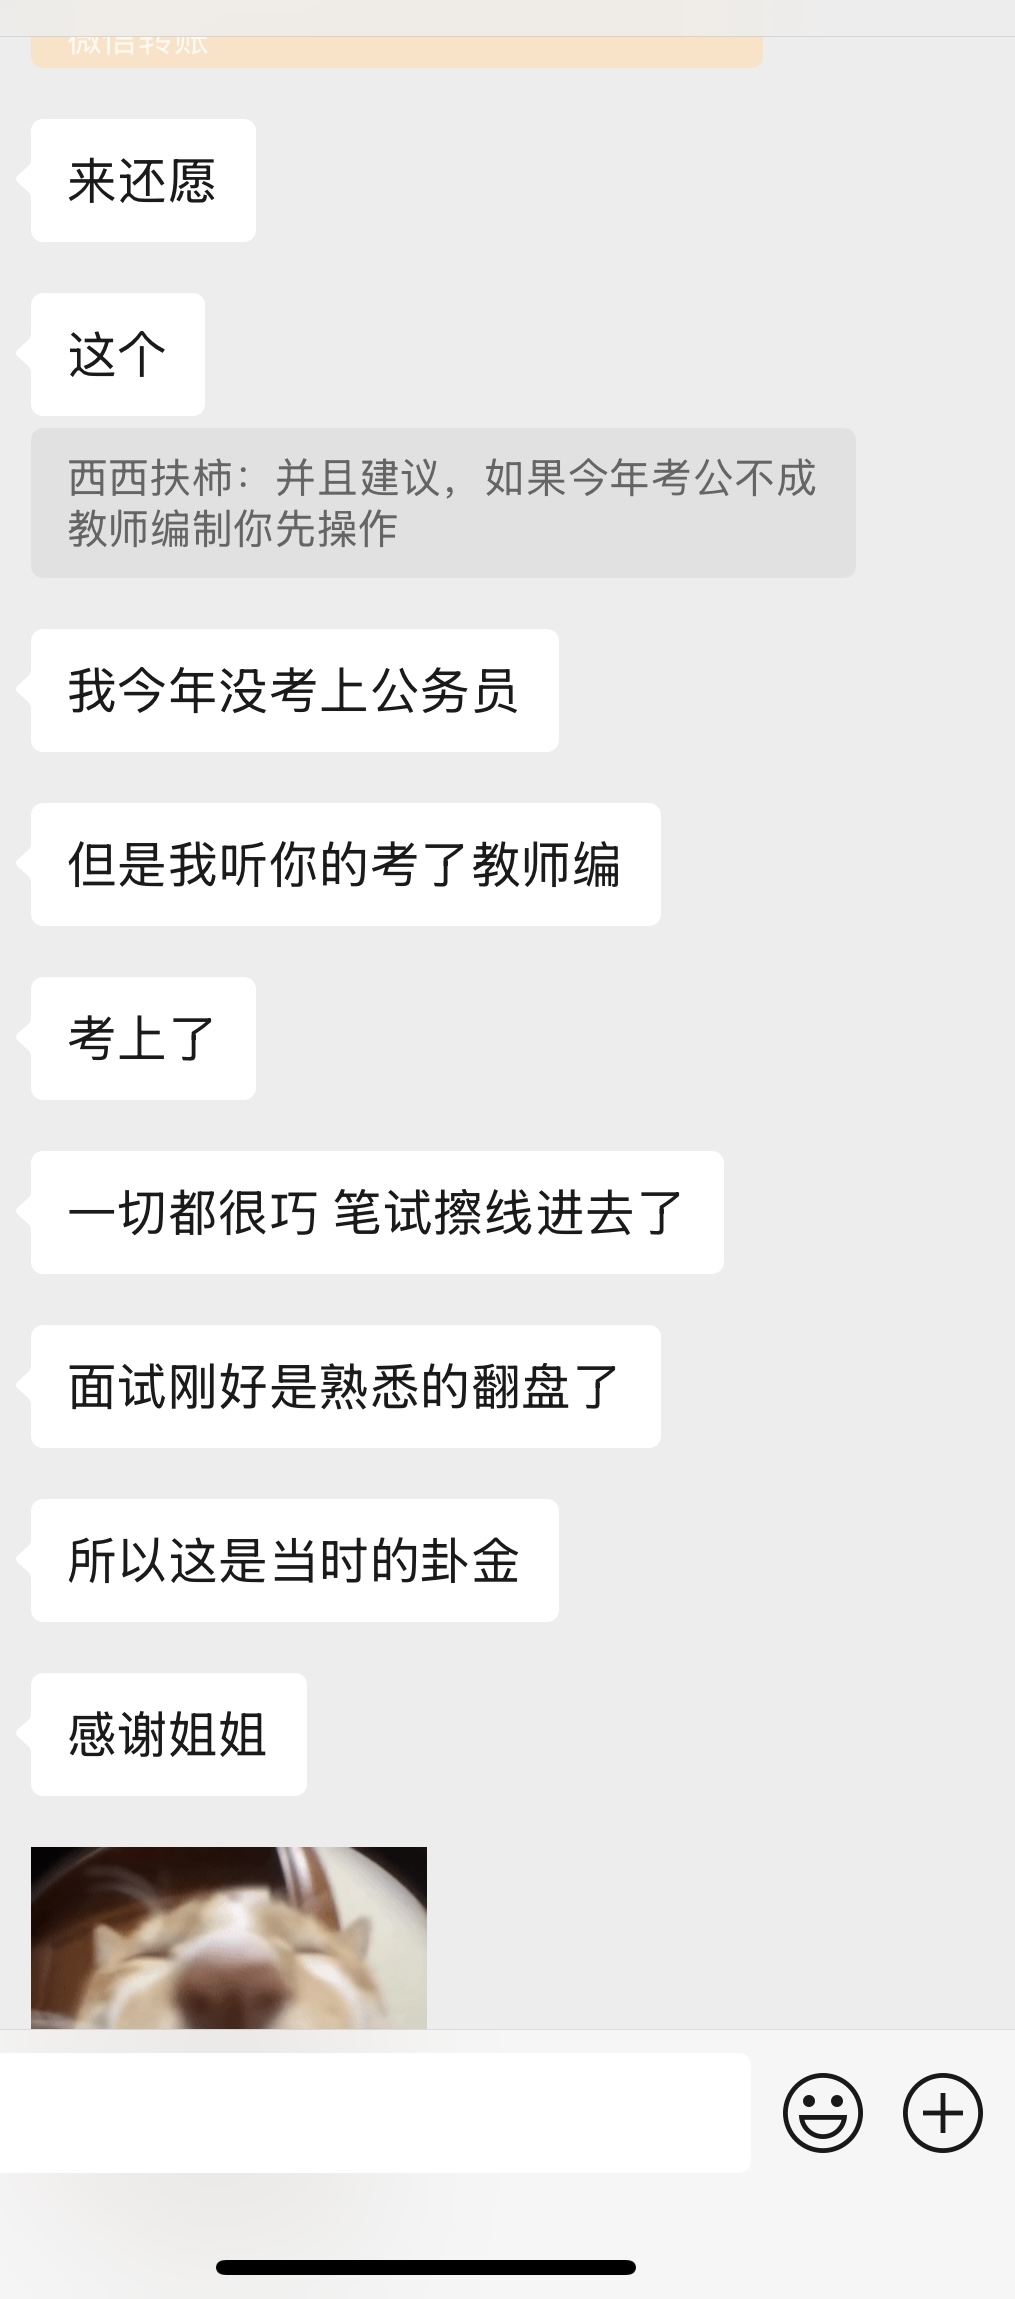 微信转账
来还愿
这个
西西扶柿：并且建议，如果今年考公不成
教师编制你先操作
我今年没考上公务员
但是我听你的考了教师编
考上了
一切都很巧 笔试擦线进去了
面试刚好是熟悉的翻盘了
所以这是当时的卦金
感谢姐姐